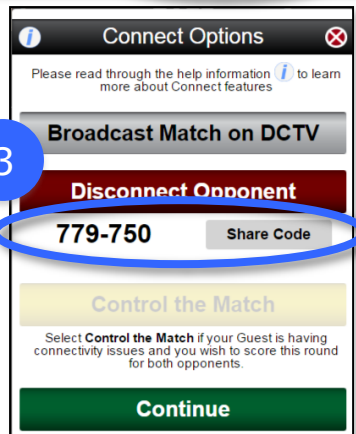 i Connect Options
Please read through the help information i to learn
more about Connect features
Broadcast Match on DCTV
3
Disconnect Opponent
779-750 Share Code
Control the Match
Select Control the Match if your Guest is having
connectivity issues and you wish to score this round
for both opponents.
Continue